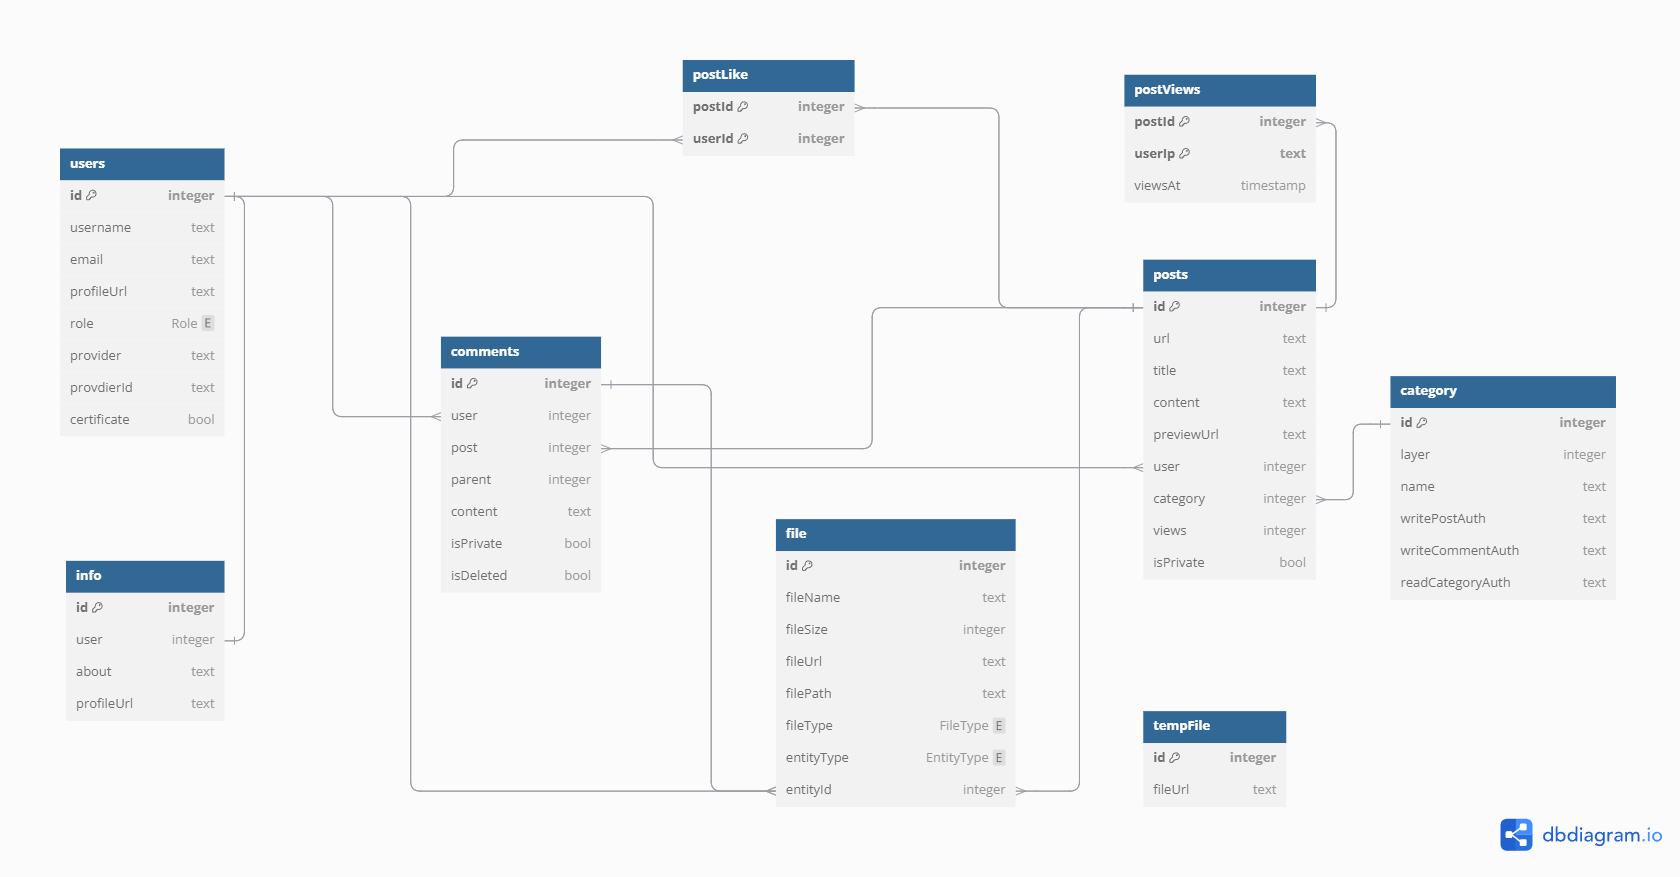 postLike
postId integer
userId integer
postViews
postId integer
userIp text
viewsAt timestamp
users
id integer
username text
email text
profileUrl text
role Role E
provider text
provdierId text
certificate bool
posts
id integer
url text
title text
content text
previewUrl text
user integer
category integer
views integer
isPrivate bool
comments
id integer
user integer
post integer
parent integer
content text
isPrivate bool
isDeleted bool
category
id integer
layer integer
name text
writePostAuth text
writeCommentAuth text
readCategoryAuth text
file
id integer
fileName text
fileSize integer
fileUrl text
filePath text
fileType FileType E
entityType EntityType E
entityId integer
info
id integer
user integer
about text
profileUrl text
tempFile
id integer
fileUrl text
dbdiagram.io